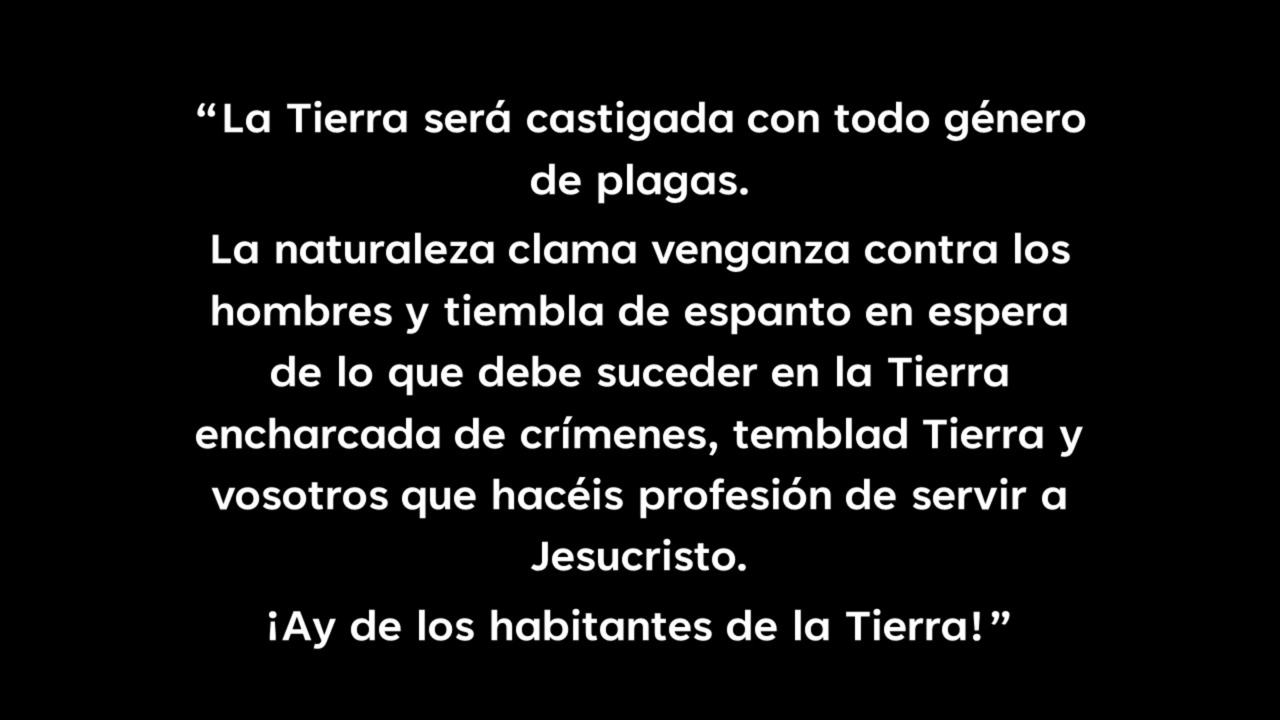 “La Tierra será castigada con todo género
de plagas.
La naturaleza clama venganza contra los
hombres y tiembla de espanto en espera
de lo que debe suceder en la Tierra
encharcada de crímenes, temblad Tierra y
vosotros que hacéis profesión de servir a
Jesucristo.
¡Ay de los habitantes de la Tierra!”